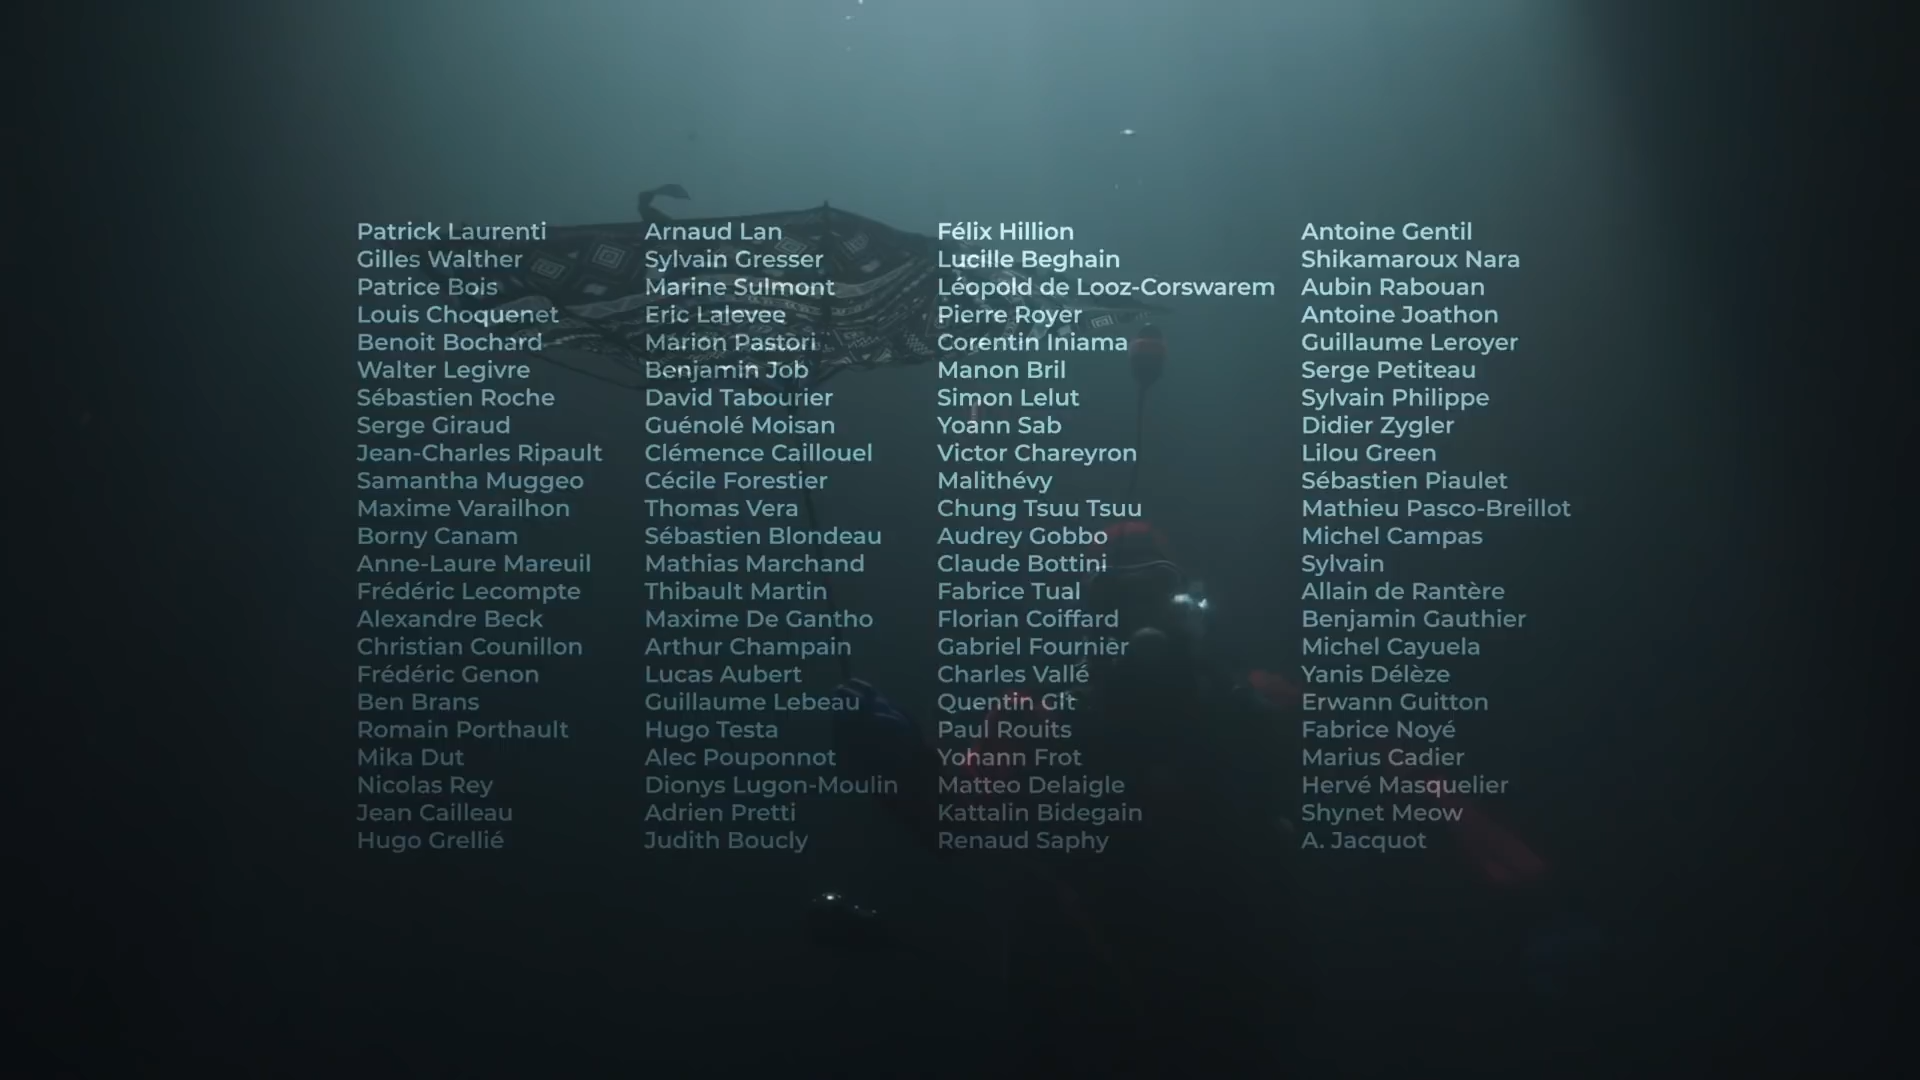 Patrick Laurenti
Gilles Walther
Patrice Bois
Louis Choquenet
Benoit Bochard
Walter Legivre
Sébastien Roche
Serge Giraud
Jean-Charles Ripault
Samantha Muggeo
Maxime Varailhon
Borny Canam
Anne-Laure Mareuil
Frédéric Lecompte
Alexandre Beck
Christian Counillon
Frédéric Genon
Ben Brans
Romain Porthault
Mika Dut
Nicolas Rey
Jean Cailleau
Hugo Grellié
Arnaud Lan
Sylvain Gresser
Marine Sulmont
Eric Lalevee
Marion Pastori
Benjamin Job
David Tabourier
Guénolé Moisan
Clémence Caillouel
Cécile Forestier
Thomas Vera
Sébastien Blondeau
Mathias Marchand
Thibault Martin
Maxime De Gantho
Arthur Champain
Lucas Aubert
Guillaume Lebeau
Hugo Testa
Alec Pouponnot
Dionys Lugon-Moulin
Adrien Pretti
Judith Boucly
Félix Hillion
Lucille Beghain
Léopold de Looz-Corswarem
Pierre Royer
Corentin Iniama
Manon Bril
Simon Lelut
Yoann Sab
Victor Chareyron
Malithévy
Chung Tsuu Tsuu
Audrey Gobbo
Claude Bottini
Fabrice Tual
Florian Coiffard
Gabriel Fournier
Charles Vallé
Quentin Glt
Paul Rouits
Yohann Frot
Matteo Delaigle
Kattalin Bidegain
Renaud Saphy
Antoine Gentil
Shikamaroux Nara
Aubin Rabouan
Antoine Joathon
Guillaume Leroyer
Serge Petiteau
Sylvain Philippe
Didier Zygler
Lilou Green
Sébastien Piaulet
Mathieu Pasco-Breillot
Michel Campas
Sylvain
Allain de Rantère
Benjamin Gauthier
Michel Cayuela
Yanis Délèze
Erwann Guitton
Fabrice Noyé
Marius Cadier
Hervé Masquelier
Shynet Meow
A. Jacquot